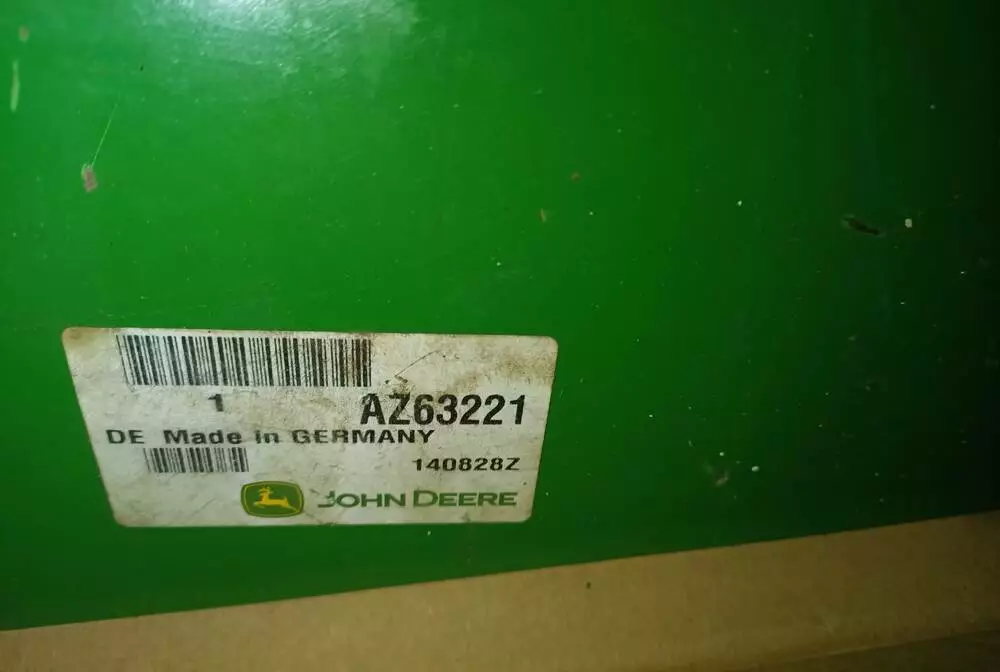 1
AZ63221
DE Made in GERMANY
140828Z
JOHN DEERE